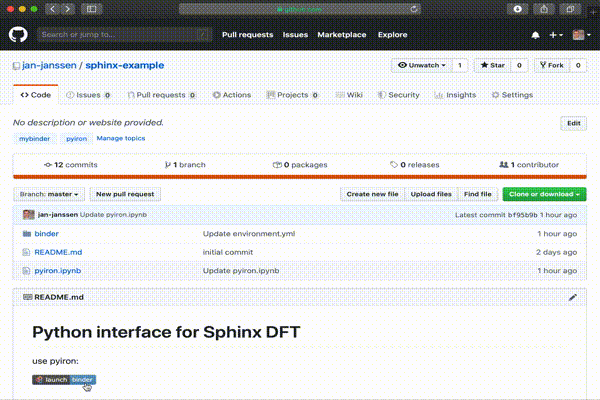 github.com
Search or jump to... /
Pull requests Issues Marketplace Explore
jan-janssen / sphinx-example
Unwatch 1 Star 0 Fork 0
Code Issues 0 Pull requests 0 Actions Projects 0 Wiki Security Insights Settings
No description or website provided.
Edit
mybinder pyiron Manage topics
12 commits 1 branch 0 packages 0 releases 1 contributor
Branch: master New pull request Create new file Upload files Find file Clone or download
jan-janssen Update pyiron.ipynb Latest commit bf95b9b 1 hour ago
binder Update environment.yml 1 hour ago
README.md initial commit 2 days ago
pyiron.ipynb Update pyiron.ipynb 1 hour ago
README.md
Python interface for Sphinx DFT
use pyiron:
launch binder